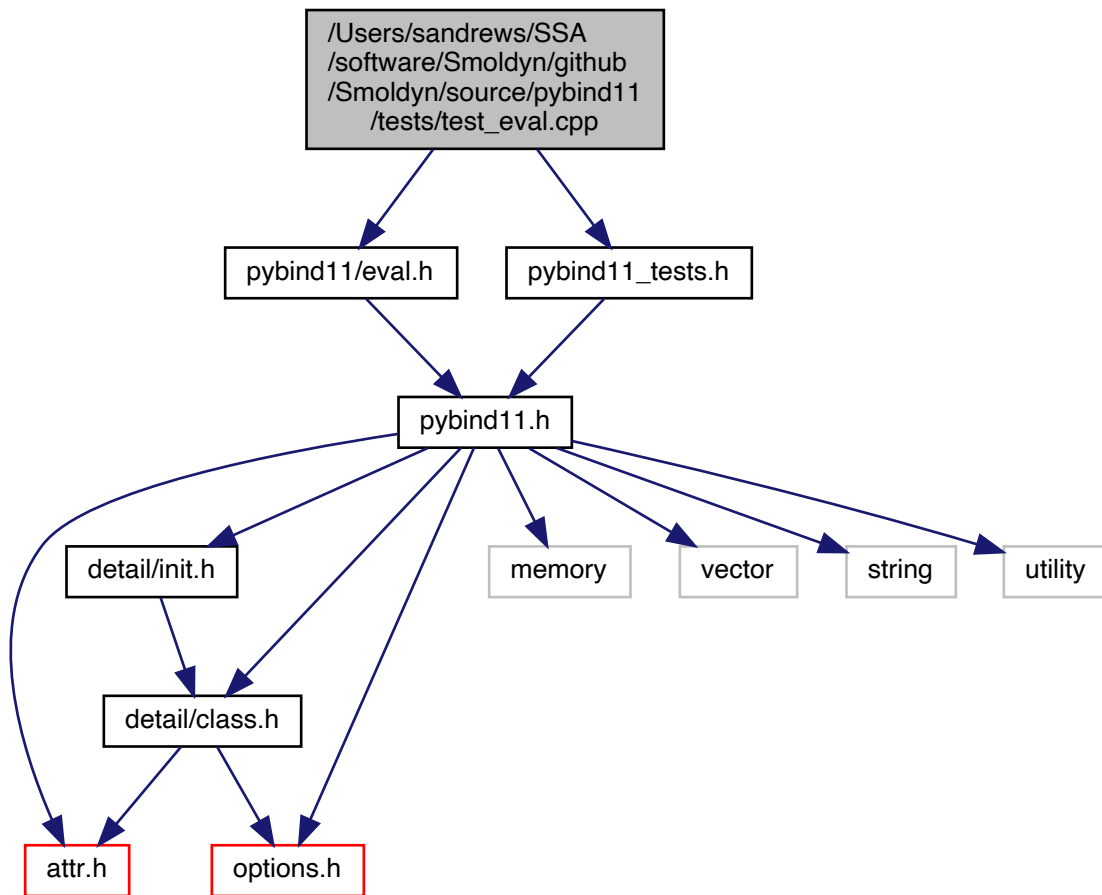 /Users/sandrews/SSA
/software/Smoldyn/github
/Smoldyn/source/pybind11
/tests/test_eval.cpp
pybind11/eval.h
pybind11_tests.h
pybind11.h
detail/init.h
memory
vector
string
utility
detail/class.h
attr.h
options.h